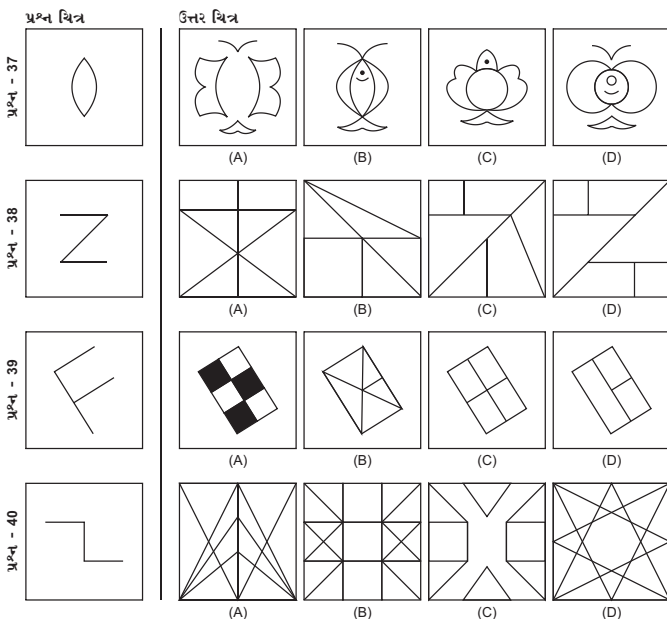 પ્રશ્ન ચિત્ર ઉત્તર ચિત્ર
પ્રશ્ન - 37
(A) (B) (C) (D)
પ્રશ્ન - 38
(A) (B) (C) (D)
પ્રશ્ન - 39
(A) (B) (C) (D)
પ્રશ્ન - 40
(A) (B) (C) (D)